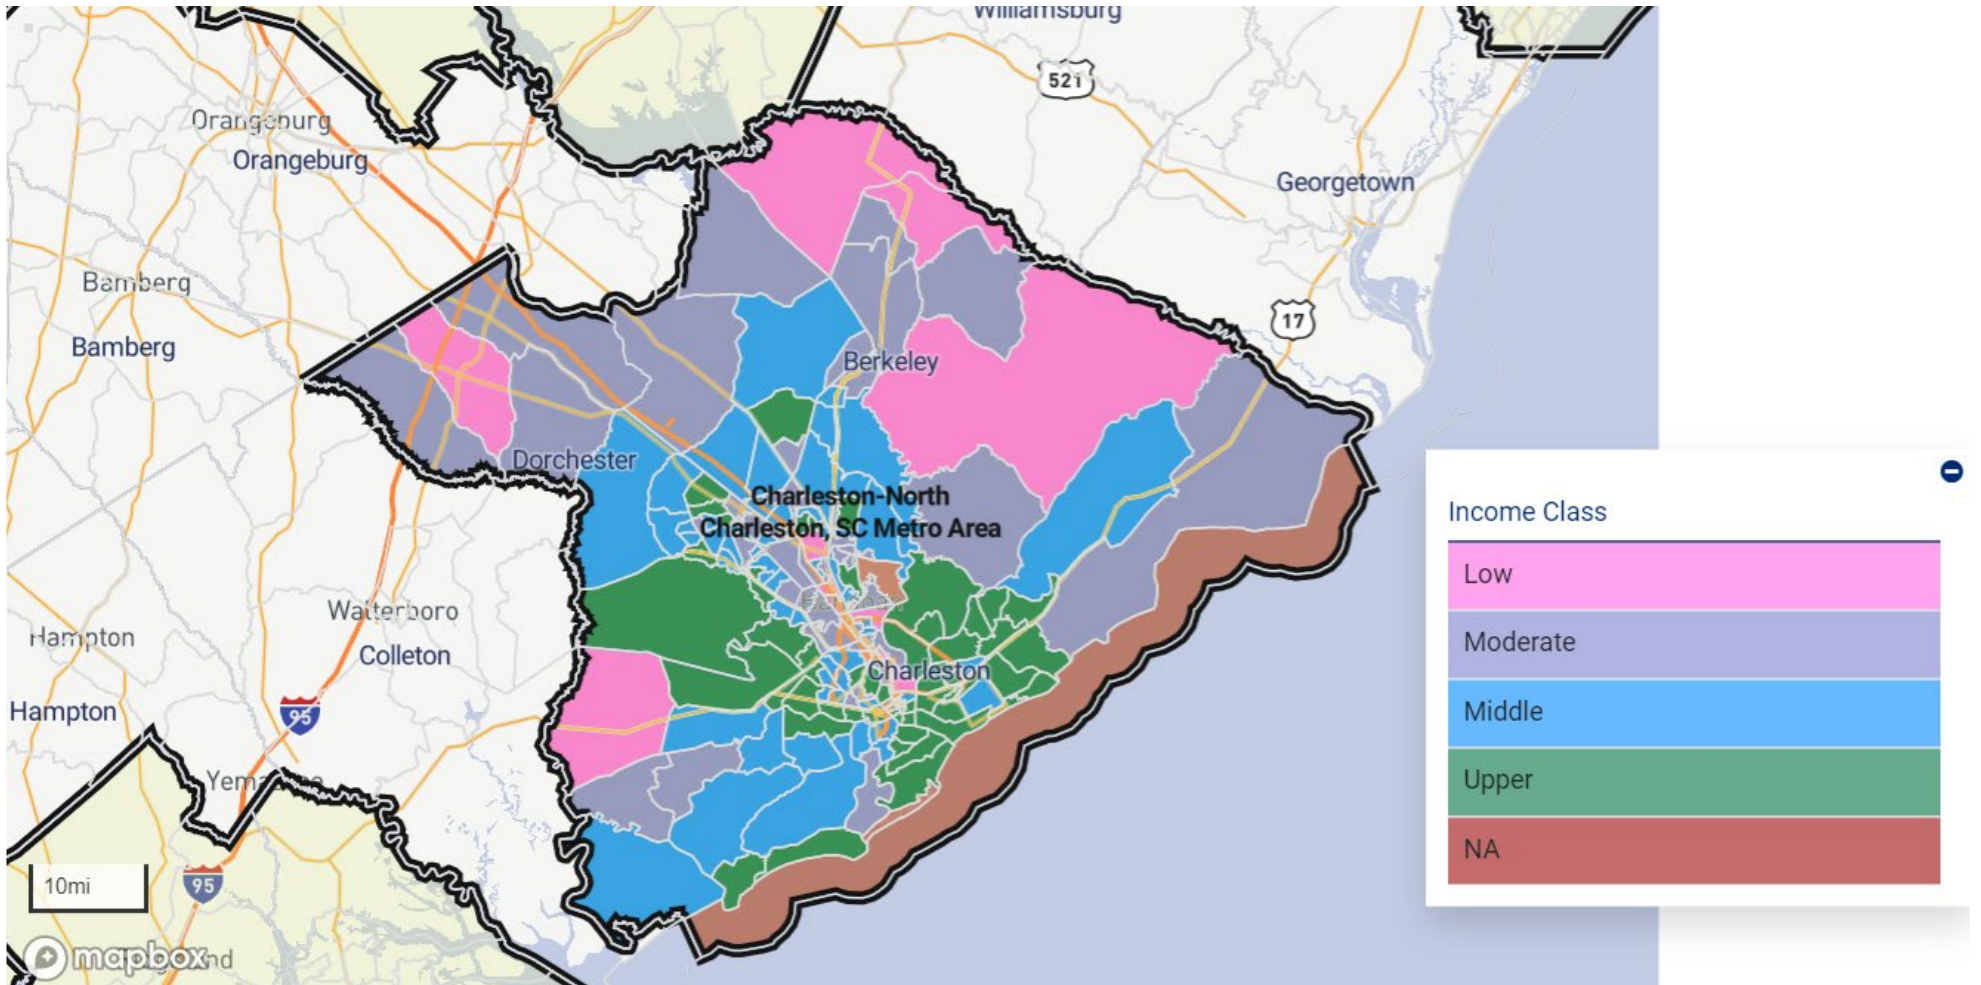 Williamsburg
521
Orangeburg
Orangeburg
Georgetown
Bamberg
17
Bamberg
Berkeley
Dorchester
Charleston-North
Charleston, SC Metro Area
Income Class
Low
Walterboro
Hampton
Moderate
Colleton
Charleston
Hampton
95
Middle
Upper
NA
10mi
95
mapbox